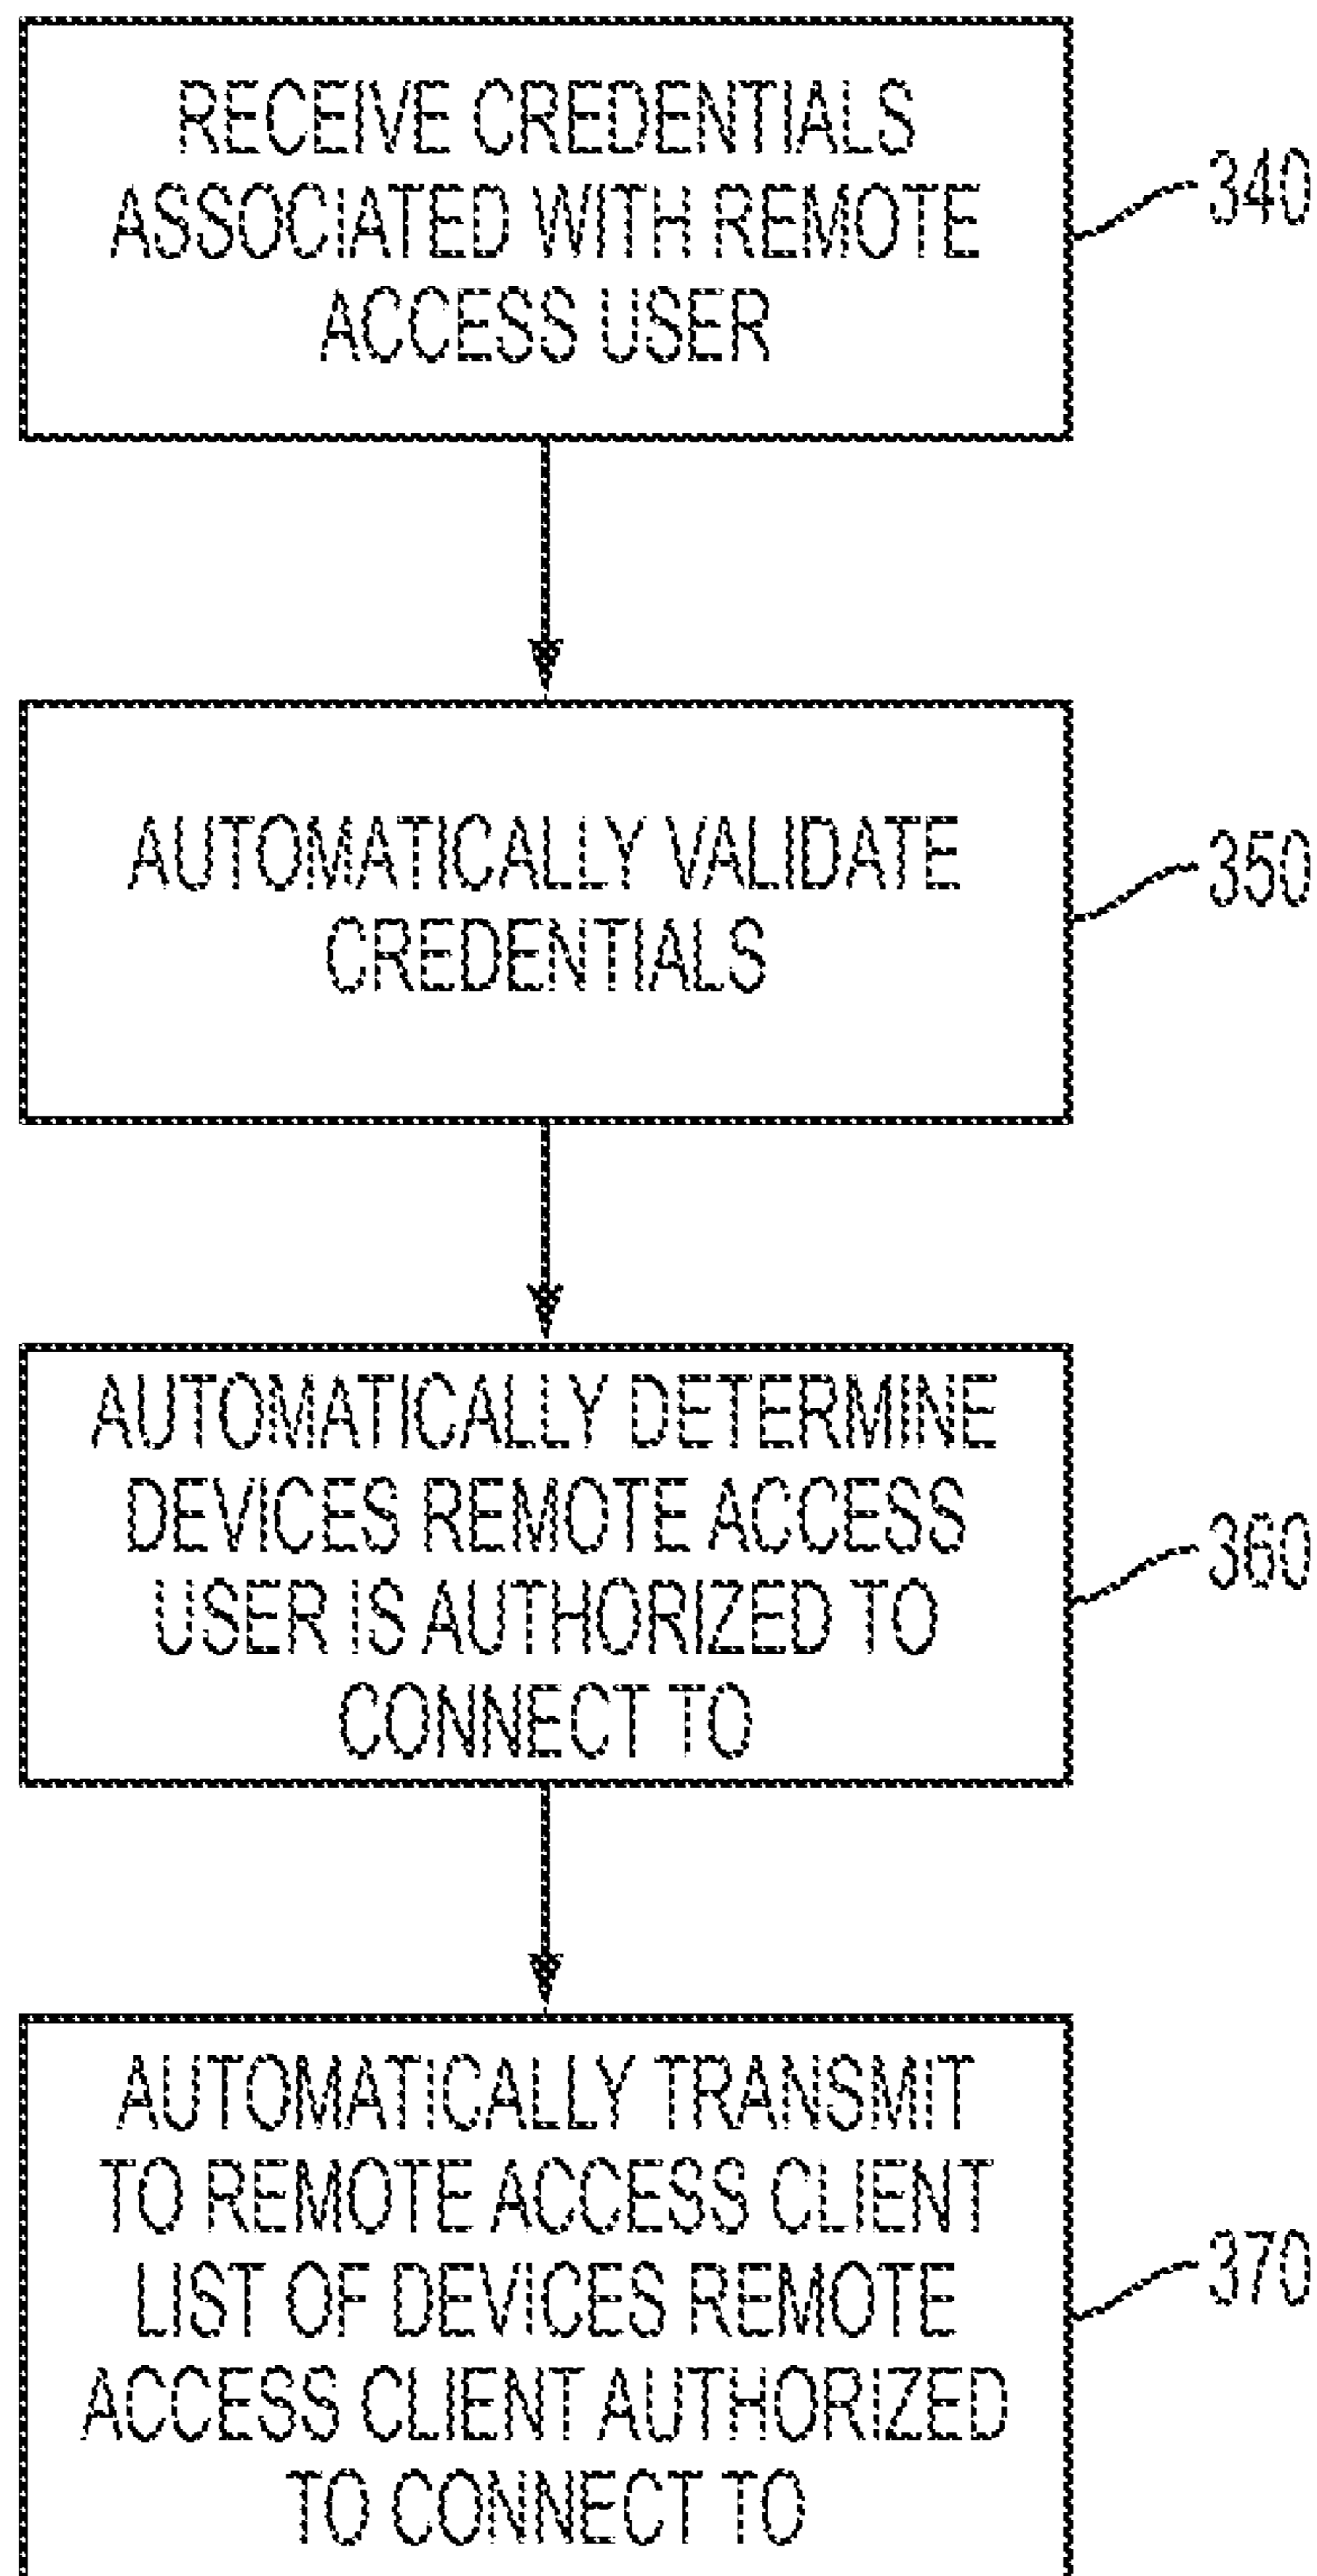 RECEIVE CREDENTIALS
ASSOCIATED WITH REMOTE
ACCESS USER
340
AUTOMATICALLY VALIDATE
CREDENTIALS
350
AUTOMATICALLY DETERMINE
DEVICES REMOTE ACCESS
USER IS AUTHORIZED TO
CONNECT TO
360
AUTOMATICALLY TRANSMIT
TO REMOTE ACCESS CLIENT
LIST OF DEVICES REMOTE
ACCESS CLIENT AUTHORIZED
TO CONNECT TO
370